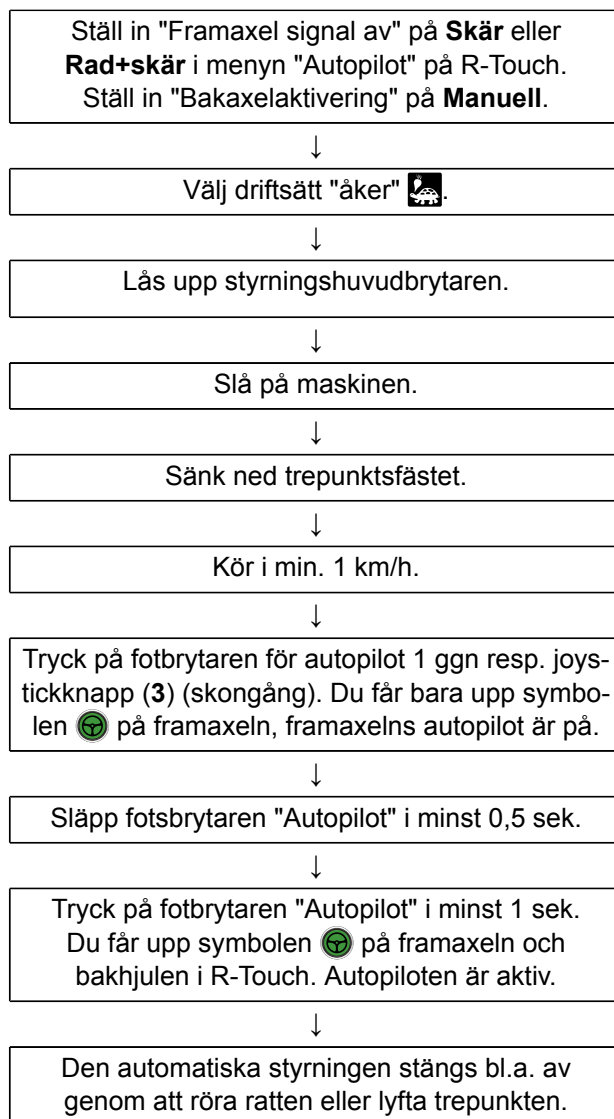 Ställ in "Framaxel signal av" på Skär eller
Rad+skär i menyn "Autopilot" på R-Touch.
Ställ in "Bakaxelaktivering" på Manuell.
↓
Välj driftsätt "åker" .
↓
Lås upp styrningshuvudbrytaren.
↓
Slå på maskinen.
↓
Sänk ned trepunktsfästet.
↓
Kör i min. 1 km/h.
↓
Tryck på fotbrytaren för autopilot 1 ggn resp. joys-
tickknapp (3) (skongång). Du får bara upp symbo-
len på framaxeln, framaxelns autopilot är på.
↓
Släpp fotsbrytaren "Autopilot" i minst 0,5 sek.
↓
Tryck på fotbrytaren "Autopilot" i minst 1 sek.
Du får upp symbolen på framaxeln och
bakhjulen i R-Touch. Autopiloten är aktiv.
↓
Den automatiska styrningen stängs bl.a. av
genom att röra ratten eller lyfta trepunkten.